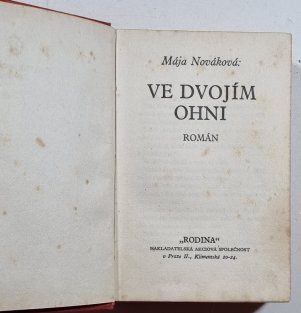 Mája Nováková:
VE DVOJÍM
OHNI
ROMÁN
„RODINA“
NAKLADATELSKÁ AKCIOVÁ SPOLEČNOST
v Praze II., Klimentská 20-24.